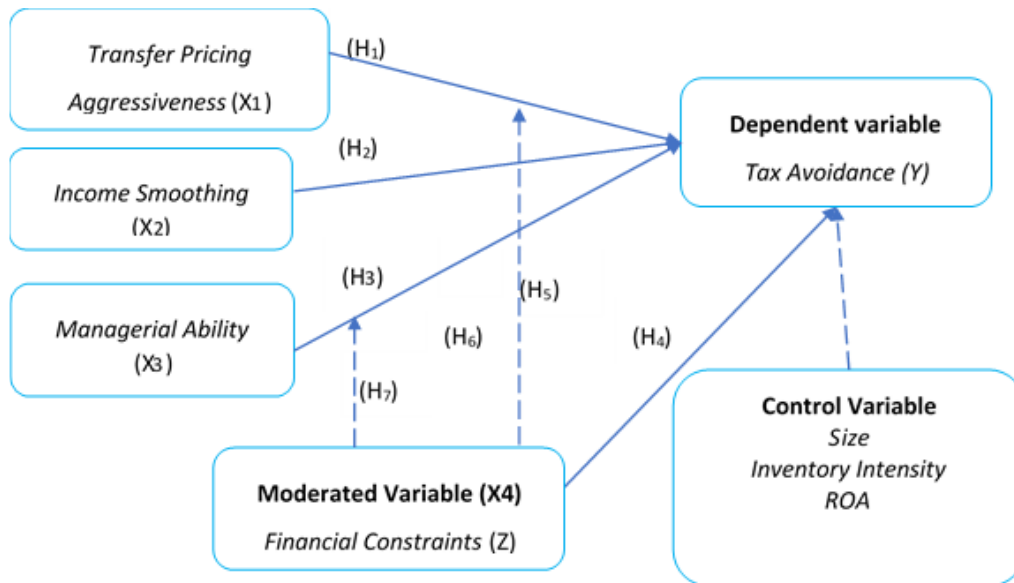 Transfer Pricing
Aggressiveness (X1)
(H₁)
Income Smoothing
(X2)
(H₂)
Managerial Ability
(X3)
(H3)
(H₅)
(H₆)
(H₄)
(H₇)
Dependent variable
Tax Avoidance (Y)
Moderated Variable (X4)
Financial Constraints (Z)
Control Variable
Size
Inventory Intensity
ROA